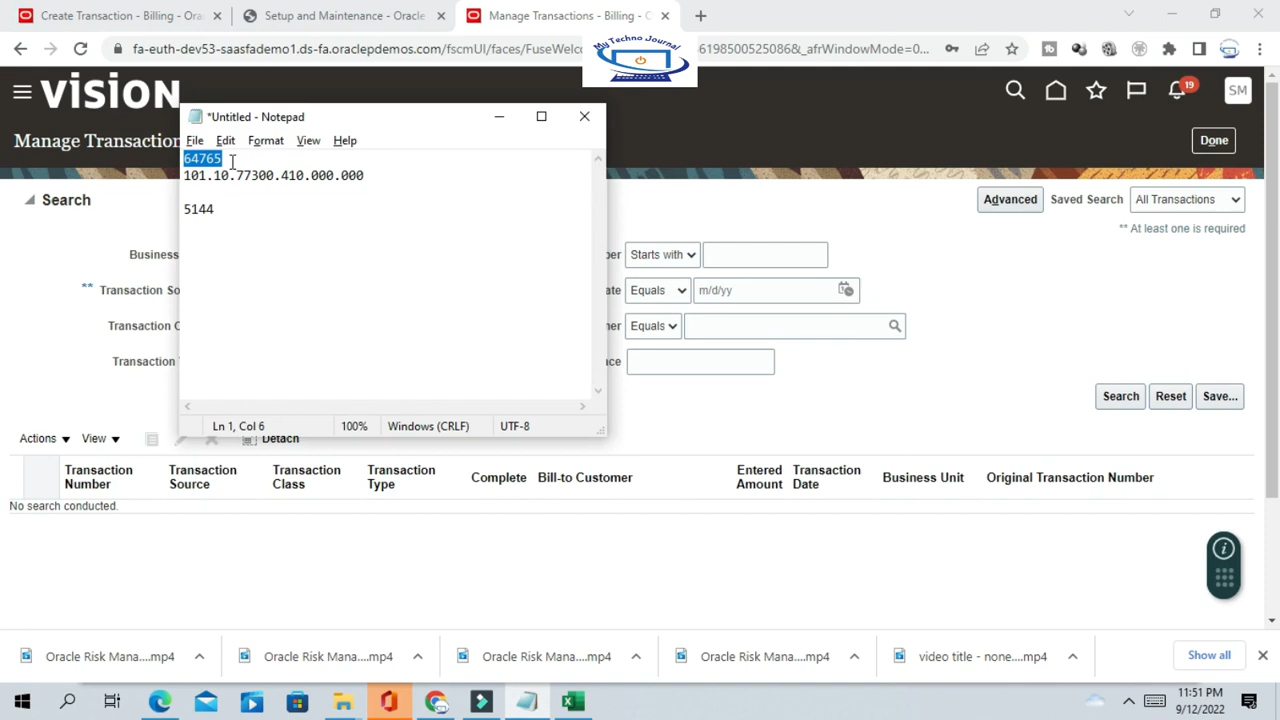 Create Transaction - Billing - O
Setup and Maintenance - Oracle
Manage Transactions - Billing - O
fa-euth-dev53-saasfademo1.ds-fa.oraclepdemos.com/fscmUI/faces/FuseWelco
61985005250 86&_afrWindowMode=0...
My Techno Journal
vision
19
SM
Manage Transaction
Done
*Untitled - Notepad
File Edit Format View Help
64765
101.10.77300.410.000.000
5144
Ln 1, Col 6 100% Windows (CRLF) UTF-8
Search
Advanced Saved Search All Transactions
** At least one is required
Business
ber Starts with
** Transaction So
ate Equals m/d/yy
Transaction C
mer Equals
Transaction T
nce
Search Reset Save...
Actions View Detach
Transaction Number
Transaction Source
Transaction Class
Transaction Type
Complete
Bill-to Customer
Entered Amount
Transaction Date
Business Unit
Original Transaction Number
No search conducted.
Oracle Risk Mana....mp4
Oracle Risk Mana....mp4
Oracle Risk Mana....mp4
Oracle Risk Mana....mp4
video title - none....mp4
Show all
11:51 PM
9/12/2022